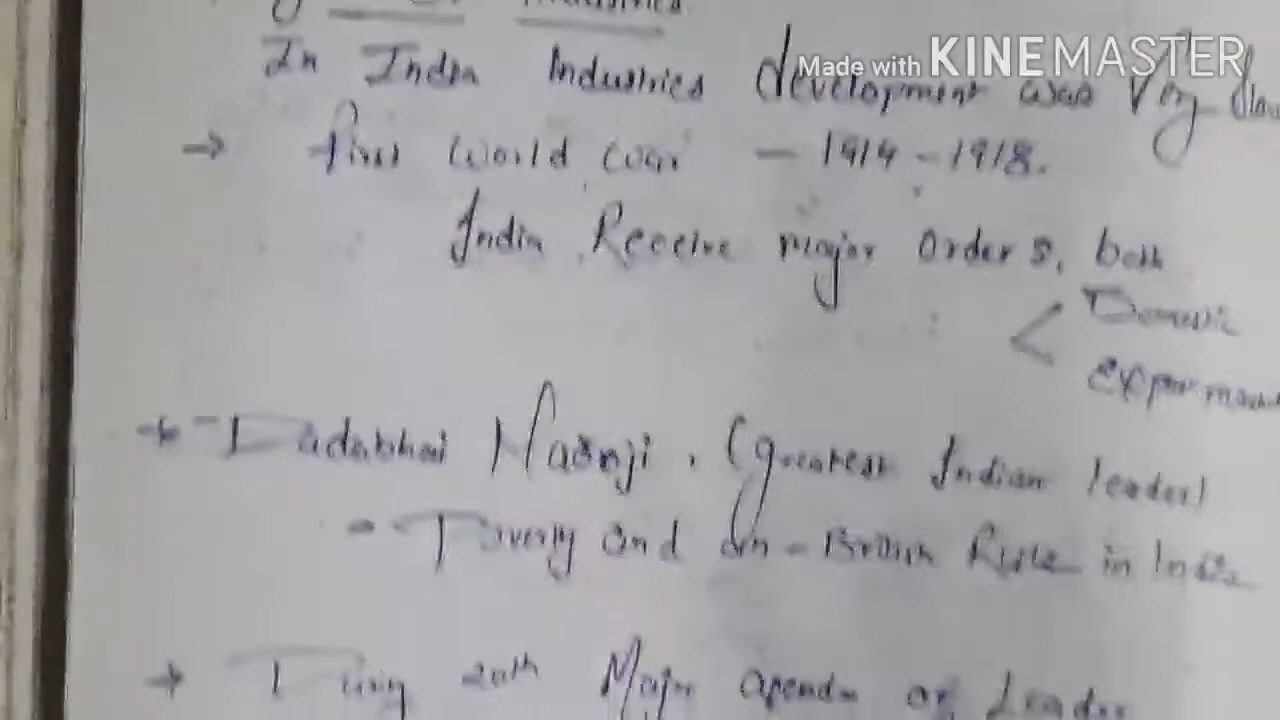 Industries
In India Industries development was Very slow
Made with KINEMASTER
→ First World war - 1914 - 1918.
India Receive major orders, both
Domestic
→ - Dadabhai Naoroji, (greatest Indian leader)
- Poverty and Un-British Rule in India
→ During 20th Major agenda of Leader